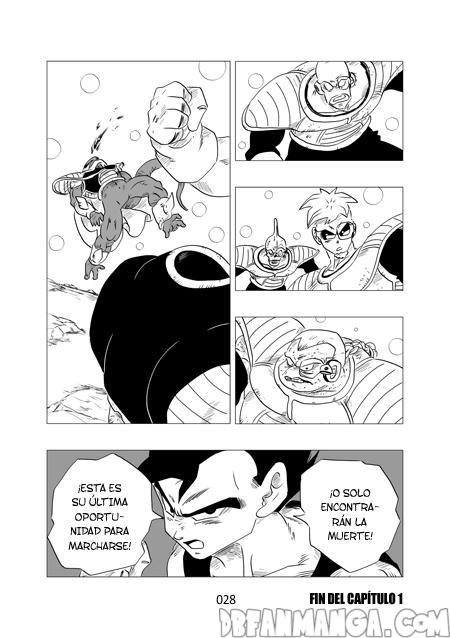 ¡ESTA ES
SU ÚLTIMA
OPORTU-
NIDAD PARA
MARCHARSE!
¡O SOLO
ENCONTRA-
RÁN LA
MUERTE!
028
FIN DEL CAPÍTULO 1
DBFANMANGA.COM